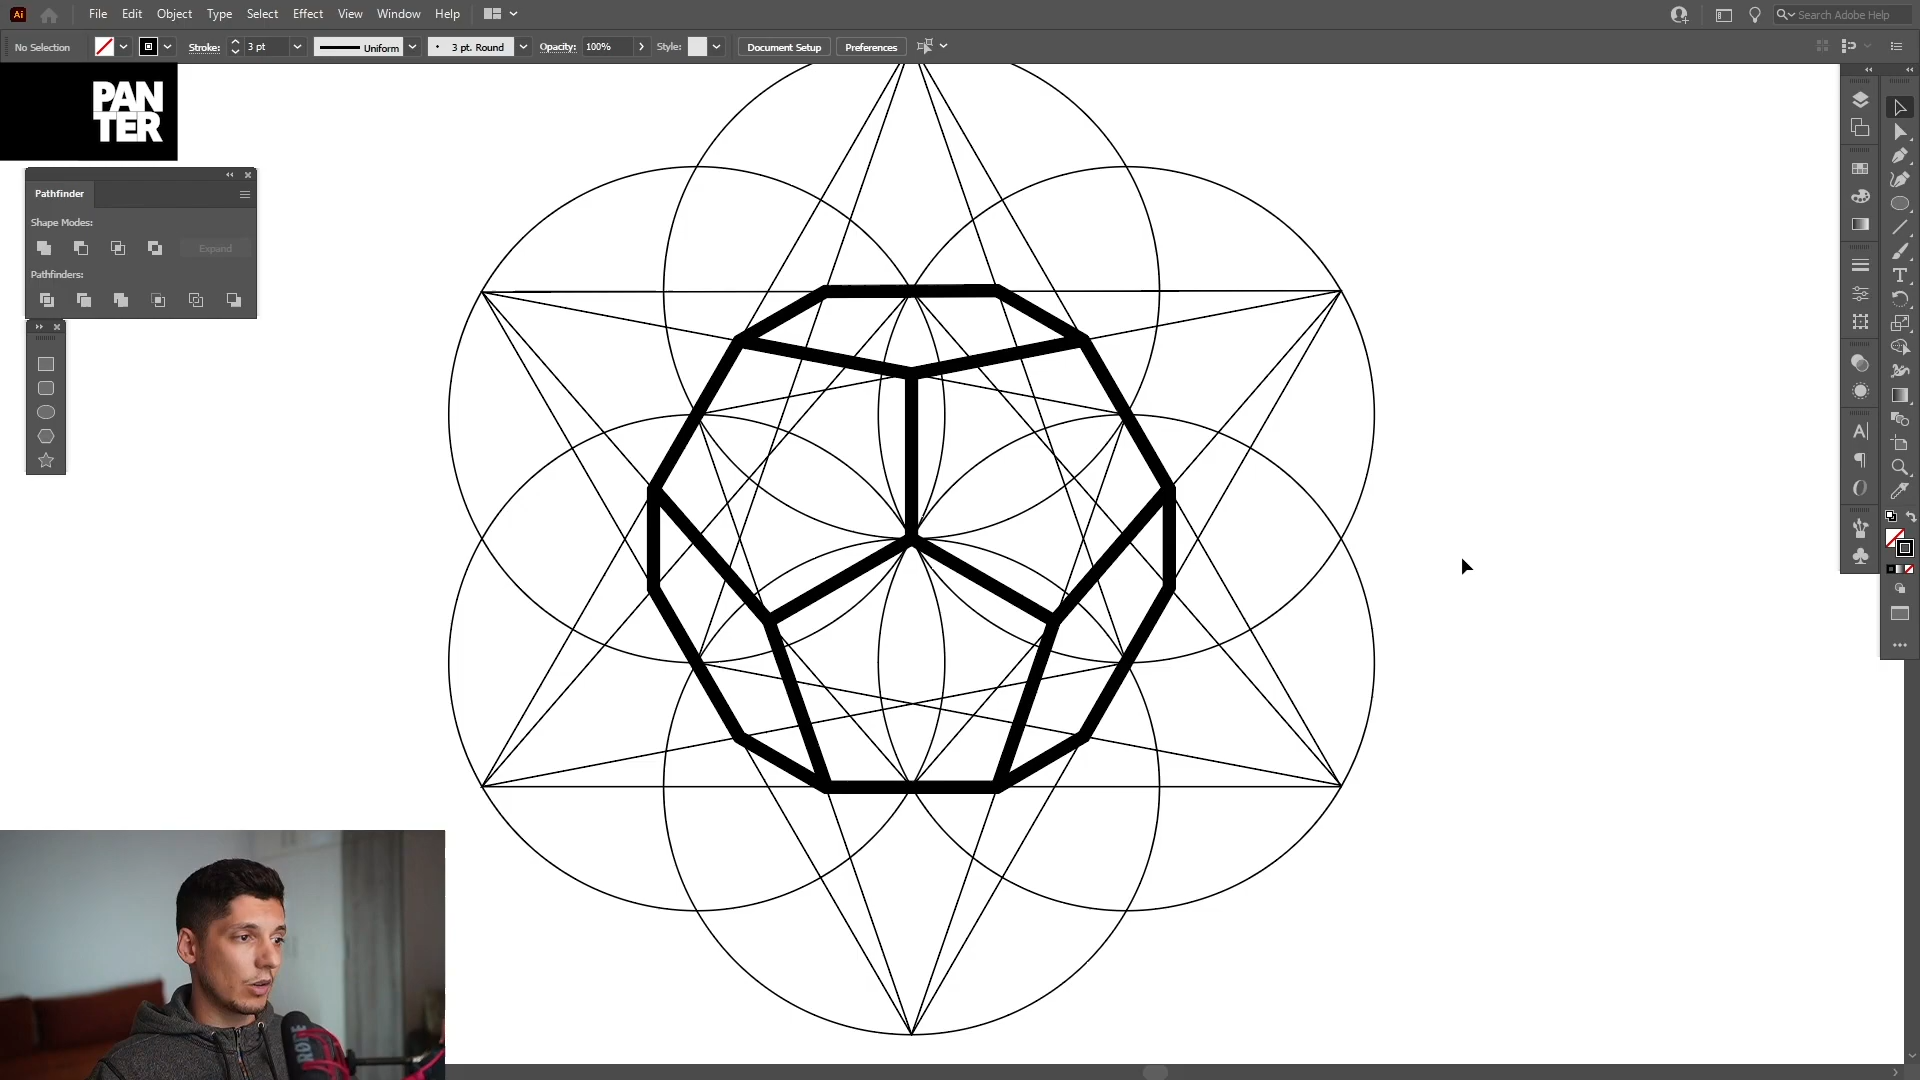 Ai File Edit Object Type Select Effect View Window Help Search Adobe Help
No Selection Stroke: 3 pt Uniform 3 pt. Round Opacity: 100% Style: Document Setup Preferences
PAN
TER
Pathfinder
Shape Modes:
Expand
Pathfinders:
RØDE